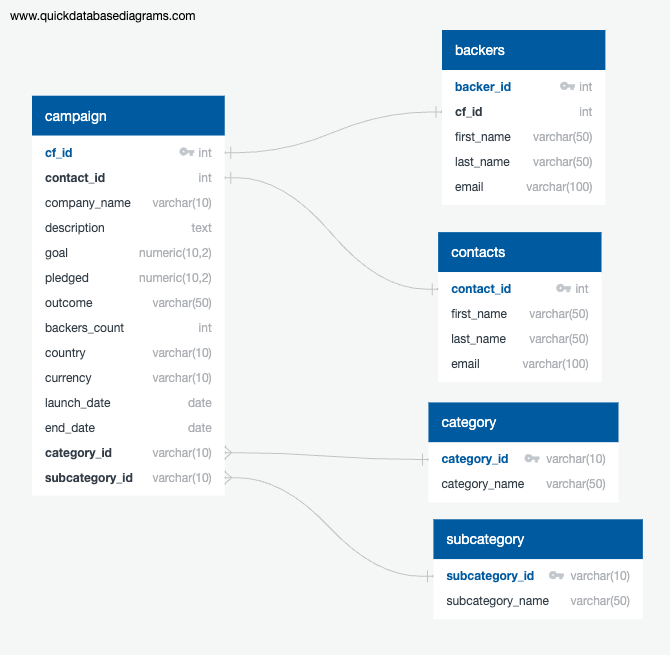 www.quickdatabasediagrams.com
campaign
cf_id int
contact_id int
company_name varchar(10)
description text
goal numeric(10,2)
pledged numeric(10,2)
outcome varchar(50)
backers_count int
country varchar(10)
currency varchar(10)
launch_date date
end_date date
category_id varchar(10)
subcategory_id varchar(10)
backers
backer_id int
cf_id int
first_name varchar(50)
last_name varchar(50)
email varchar(100)
contacts
contact_id int
first_name varchar(50)
last_name varchar(50)
email varchar(100)
category
category_id varchar(10)
category_name varchar(50)
subcategory
subcategory_id varchar(10)
subcategory_name varchar(50)